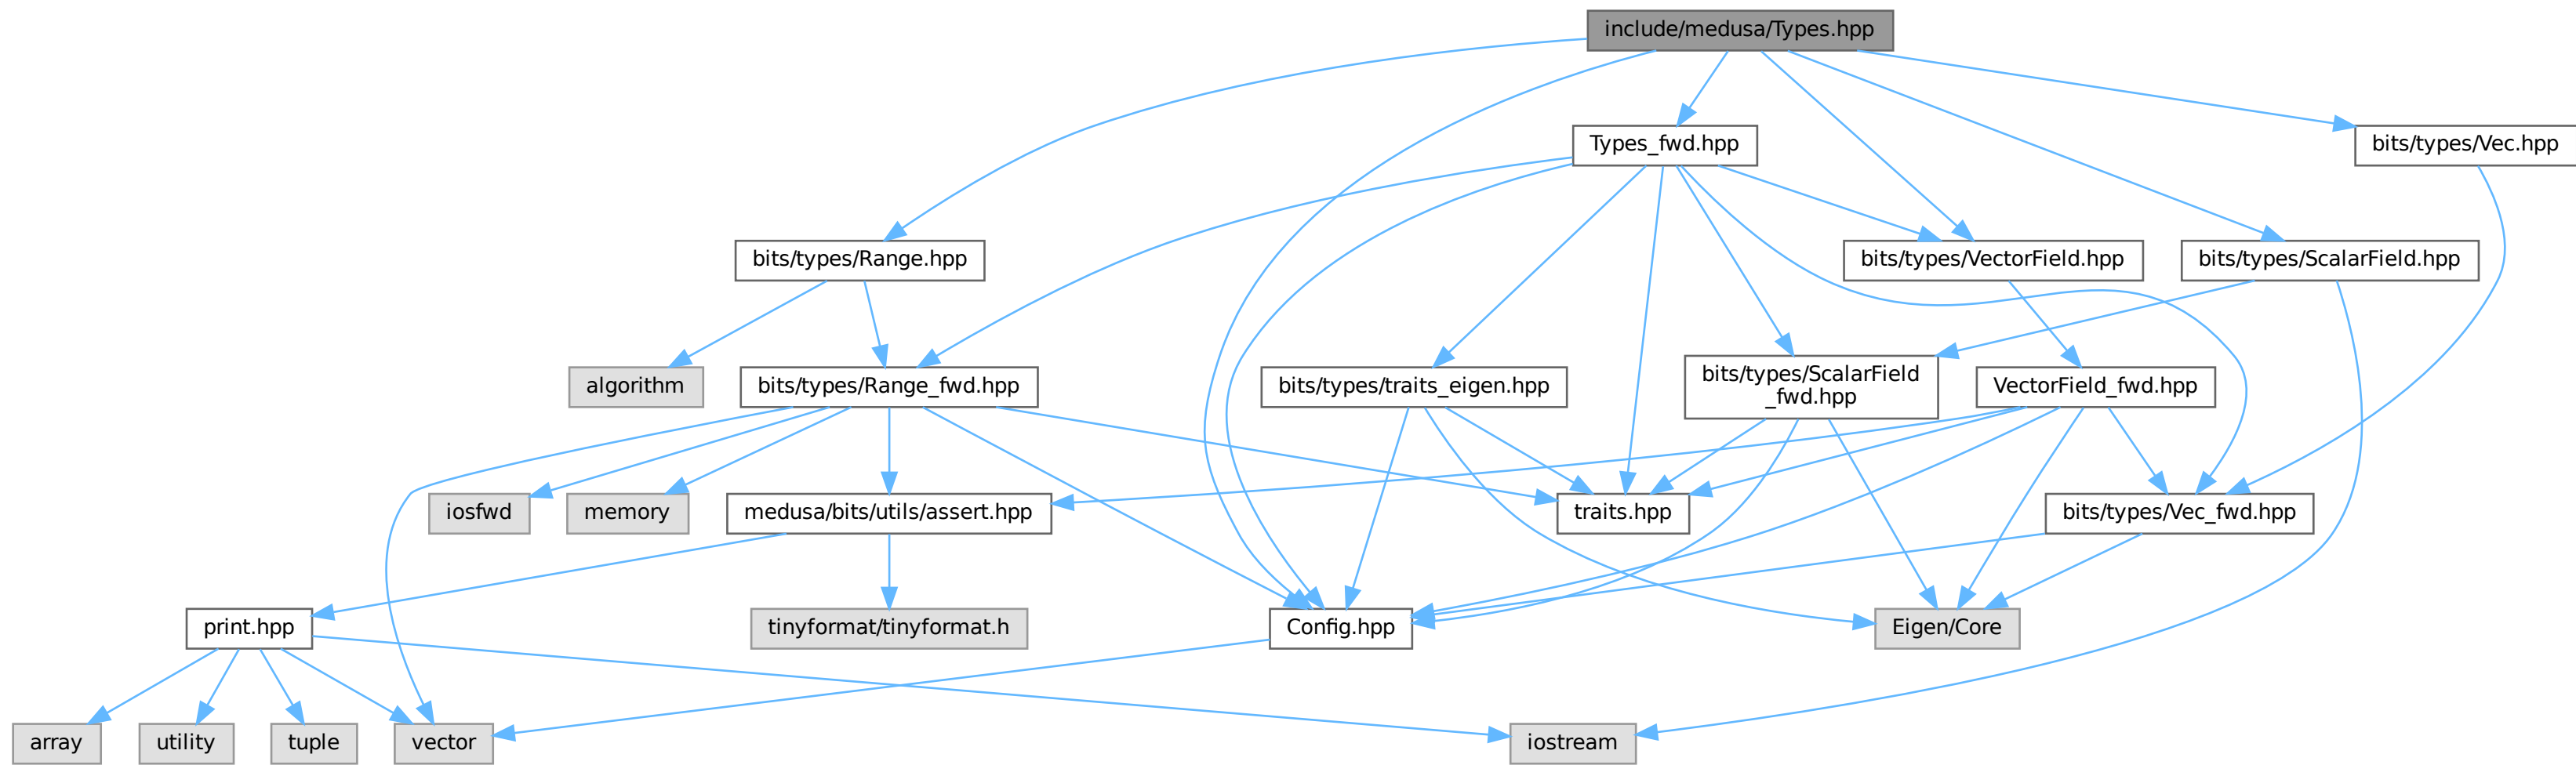 include/medusa/Types.hpp
Types_fwd.hpp
bits/types/Vec.hpp
bits/types/Range.hpp
bits/types/VectorField.hpp
bits/types/ScalarField.hpp
algorithm
bits/types/Range_fwd.hpp
bits/types/traits_eigen.hpp
bits/types/ScalarField
_fwd.hpp
VectorField_fwd.hpp
iosfwd
memory
medusa/bits/utils/assert.hpp
traits.hpp
bits/types/Vec_fwd.hpp
print.hpp
tinyformat/tinyformat.h
Config.hpp
Eigen/Core
array
utility
tuple
vector
iostream